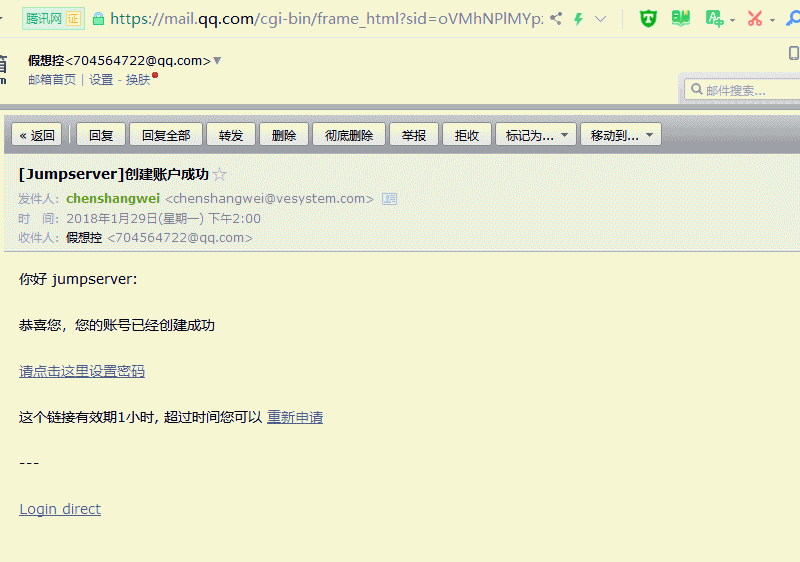 腾讯网 证 https://mail.qq.com/cgi-bin/frame_html?sid=oVMhNPlMYp
箱 假想控<704564722@qq.com>
邮箱首页 | 设置 - 换肤
邮件搜索...
« 返回 回复 回复全部 转发 删除 彻底删除 举报 拒收 标记为... 移动到...
[Jumpserver]创建账户成功
发件人: chenshangwei <chenshangwei@vesystem.com>
时 间: 2018年1月29日(星期一) 下午2:00
收件人: 假想控 <704564722@qq.com>
你好 jumpserver:
恭喜您，您的账号已经创建成功
请点击这里设置密码
这个链接有效期1小时, 超过时间您可以 重新申请
---
Login direct